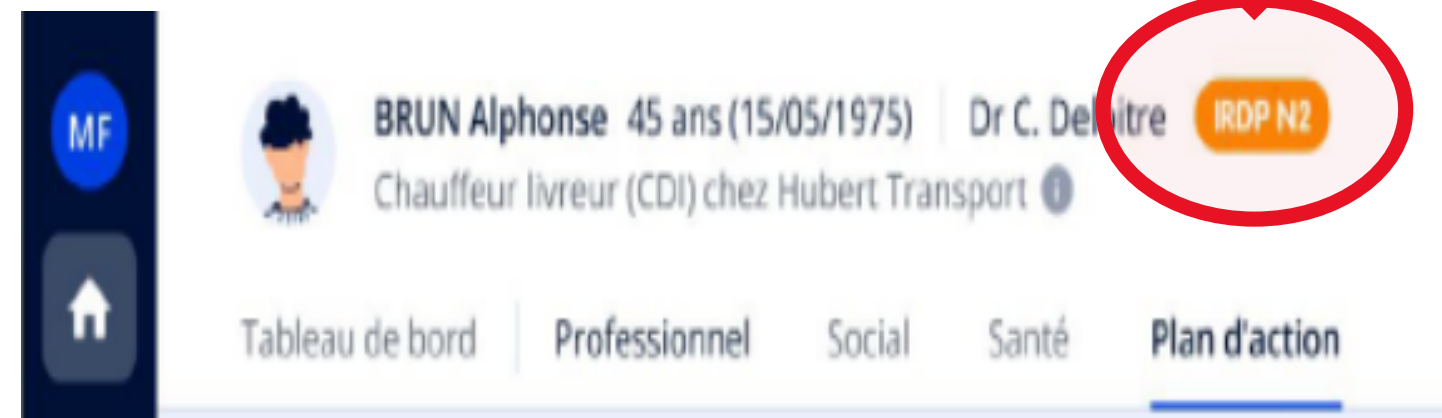 MF
BRUN Alphonse 45 ans (15/05/1975) Dr C. IRDP N2
Chauffeur livreur (CDI) chez Hubert Transport i
Tableau de bord Professionnel Social Santé Plan d'action